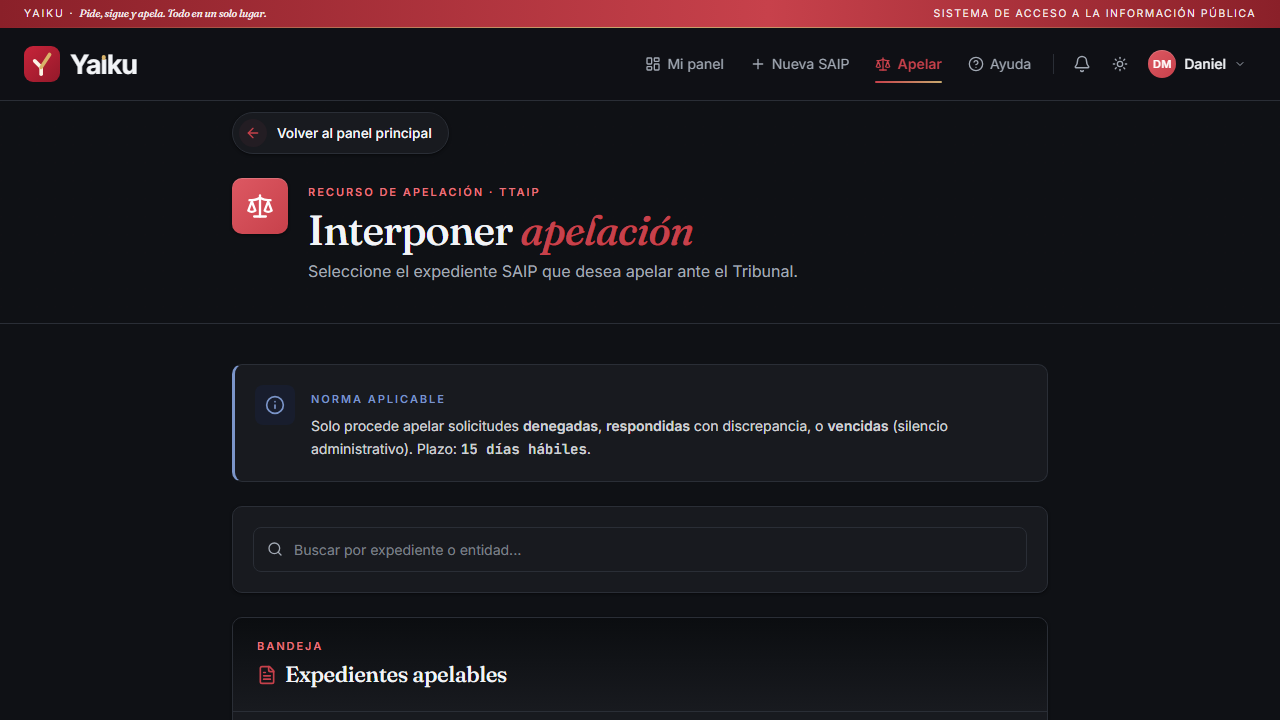 YAIKU · Pide, sigue y apela. Todo en un solo lugar.
SISTEMA DE ACCESO A LA INFORMACIÓN PÚBLICA
Yaiku
Mi panel
Nueva SAIP
Apelar
Ayuda
DM
Daniel
Volver al panel principal
RECURSO DE APELACIÓN · TTAIP
Interponer apelación
Seleccione el expediente SAIP que desea apelar ante el Tribunal.
NORMA APLICABLE
Solo procede apelar solicitudes denegadas, respondidas con discrepancia, o vencidas (silencio
administrativo). Plazo: 15 días hábiles.
Buscar por expediente o entidad...
BANDEJA
Expedientes apelables